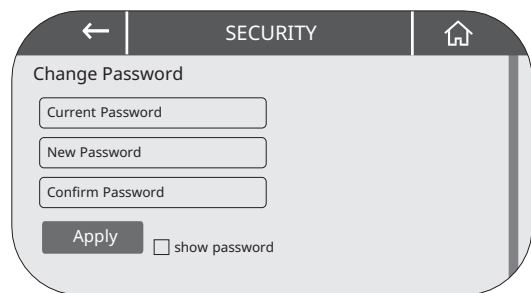 SECURITY
Change Password
Current Password
New Password
Confirm Password
Apply
show password